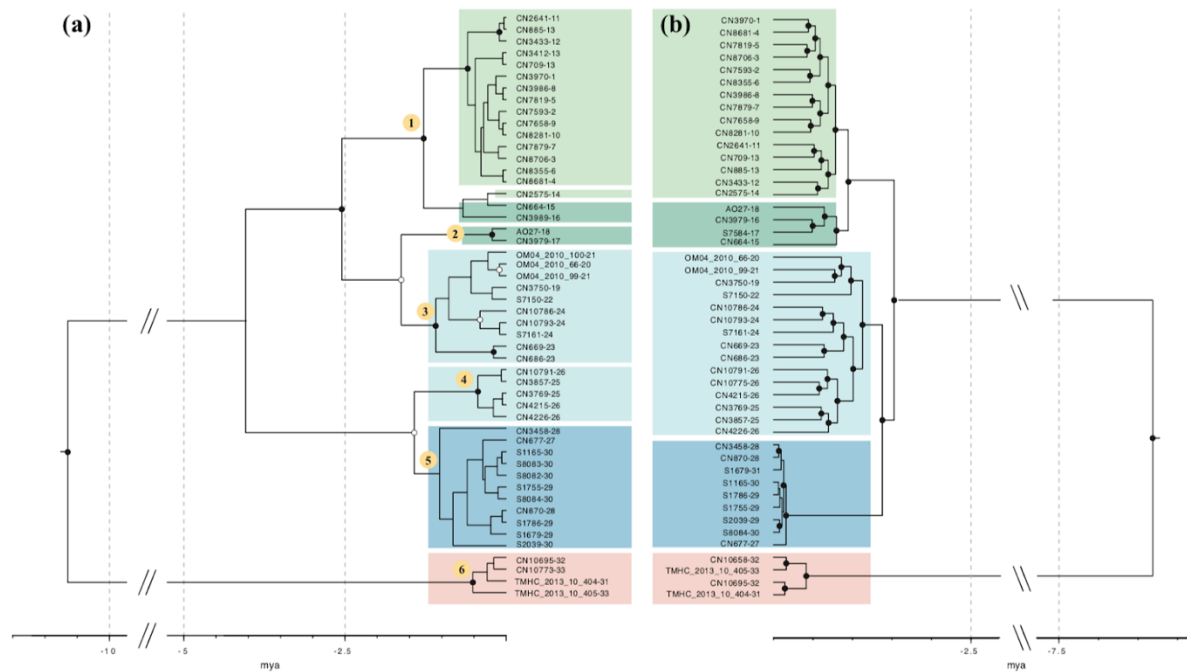 (a)
CN2641-11
CN885-13
CN3433-12
CN3412-13
CN709-13
CN3970-1
CN3986-8
CN7819-5
CN7593-2
CN7658-9
CN8281-10
CN7879-7
CN8706-3
CN8355-6
CN8681-4
CN2575-14
CN664-15
CN3989-16
AO27-18
CN3979-17
OM04_2010_100-21
OM04_2010_66-20
OM04_2010_99-21
CN3750-19
S7150-22
CN10786-24
CN10793-24
S7161-24
CN669-23
CN686-23
CN10791-26
CN3857-25
CN3769-25
CN4215-26
CN4226-26
CN3458-28
CN677-27
S1165-30
S8083-30
S8082-30
S1755-29
S8084-30
CN870-28
S1786-29
S1679-29
S2039-30
CN10695-32
CN10773-33
TMHC_2013_10_404-31
TMHC_2013_10_405-33
1
2
3
4
5
6
-10
-5
-2.5
mya
(b)
CN3970-1
CN8681-4
CN7819-5
CN8706-3
CN7593-2
CN8355-6
CN3986-8
CN7879-7
CN7658-9
CN8281-10
CN2641-11
CN709-13
CN885-13
CN3433-12
CN2575-14
AO27-18
CN3979-16
S7584-17
CN664-15
OM04_2010_66-20
OM04_2010_99-21
CN3750-19
S7150-22
CN10786-24
CN10793-24
S7161-24
CN669-23
CN686-23
CN10791-26
CN10775-26
CN4215-26
CN3769-25
CN3857-25
CN4226-26
CN3458-28
CN870-28
S1679-31
S1165-30
S1786-29
S1755-29
S2039-29
S8084-30
CN677-27
CN10658-32
TMHC_2013_10_405-33
CN10695-32
TMHC_2013_10_404-31
-2.5
-7.5
mya